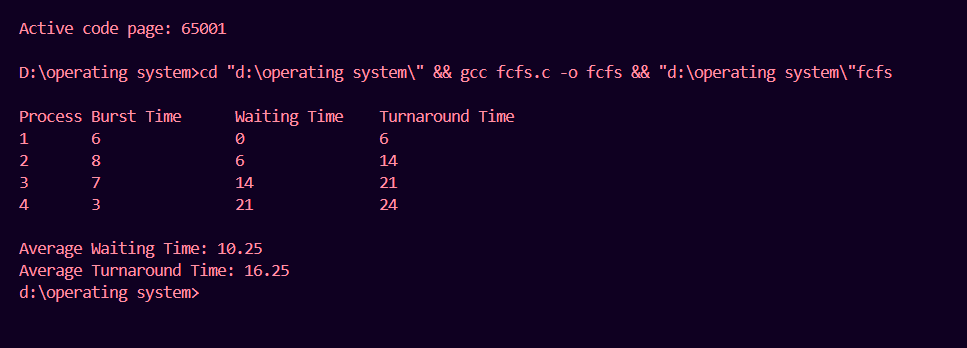 Active code page: 65001
D:\operating system>cd "d:\operating system\" && gcc fcfs.c -o fcfs && "d:\operating system\"fcfs
Process Burst Time Waiting Time Turnaround Time
1 6 0 6
2 8 6 14
3 7 14 21
4 3 21 24
Average Waiting Time: 10.25
Average Turnaround Time: 16.25
d:\operating system>